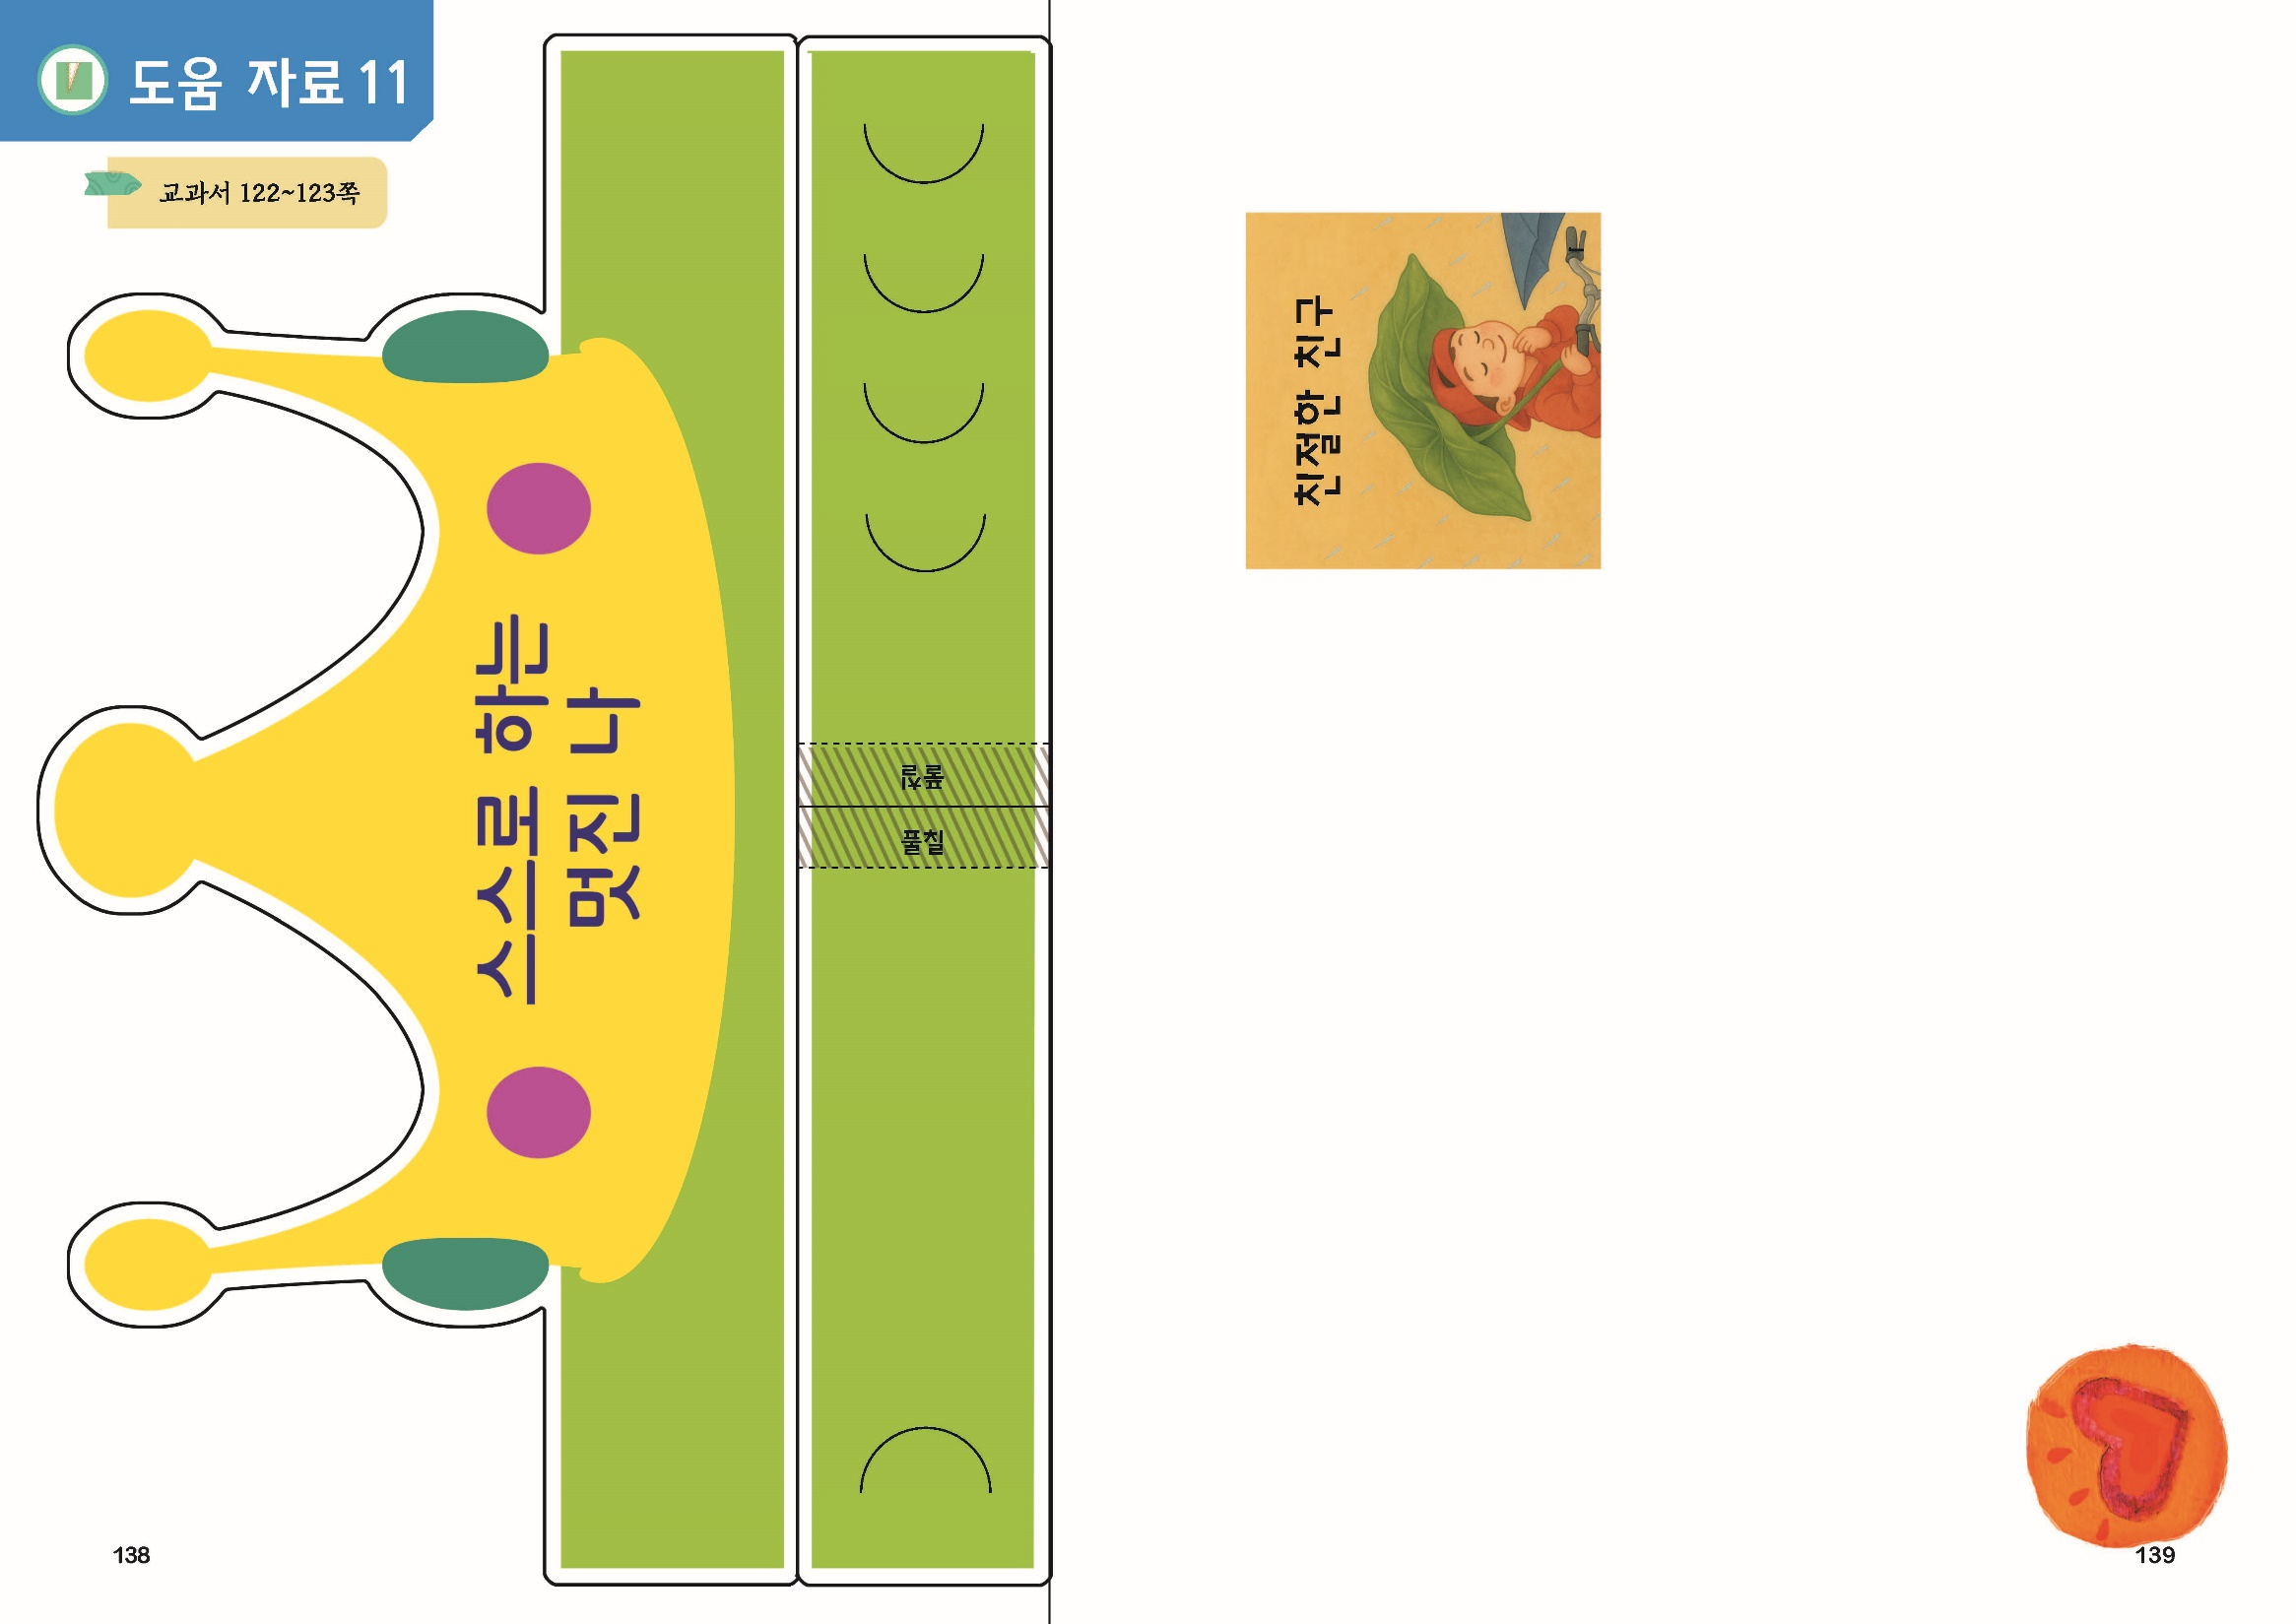 도움 자료 11
교과서 122~123쪽
스스로 하는
멋진 나
풀칠
풀칠
138
친절한 친구
139